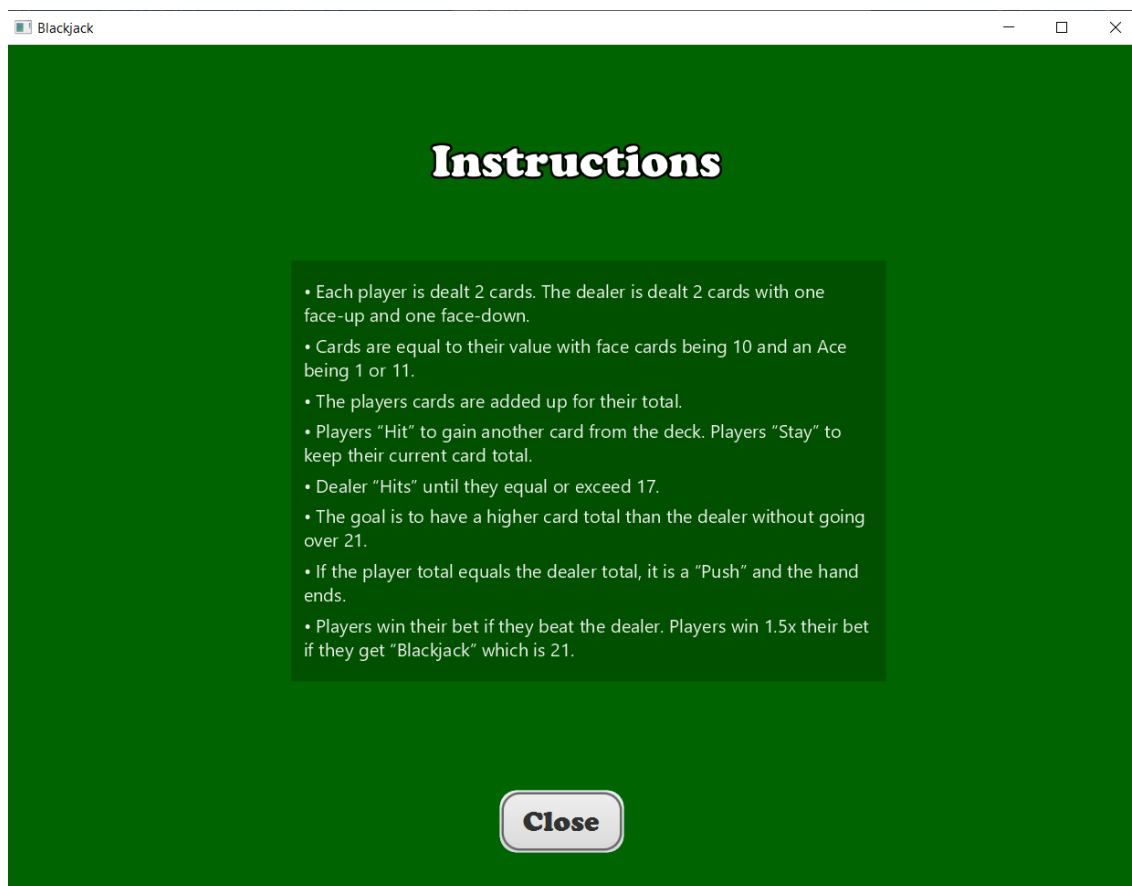 Blackjack
Instructions
• Each player is dealt 2 cards. The dealer is dealt 2 cards with one
face-up and one face-down.
• Cards are equal to their value with face cards being 10 and an Ace
being 1 or 11.
• The players cards are added up for their total.
• Players “Hit” to gain another card from the deck. Players “Stay” to
keep their current card total.
• Dealer “Hits” until they equal or exceed 17.
• The goal is to have a higher card total than the dealer without going
over 21.
• If the player total equals the dealer total, it is a “Push” and the hand
ends.
• Players win their bet if they beat the dealer. Players win 1.5x their bet
if they get “Blackjack” which is 21.
Close